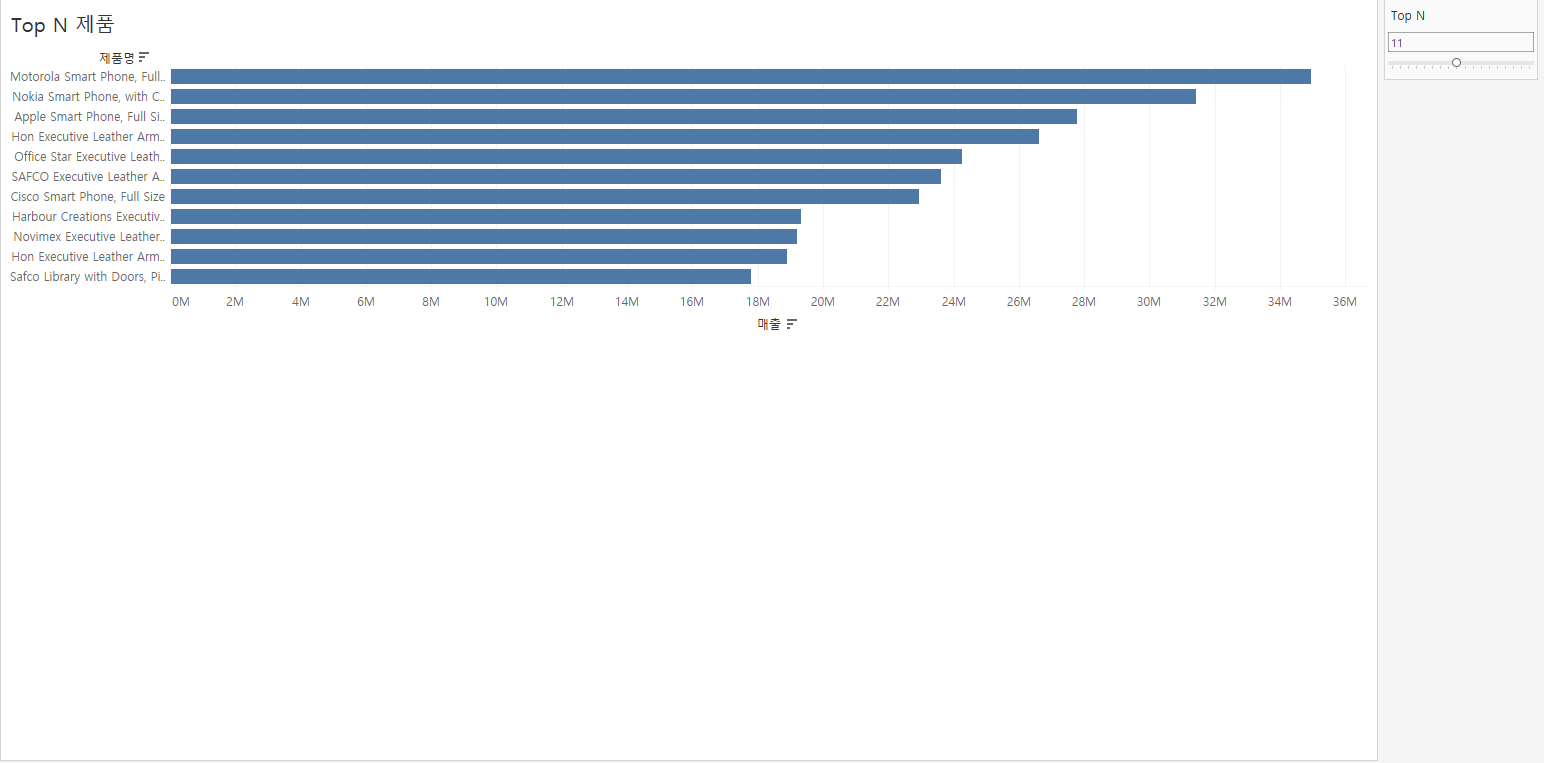 Top N 제품
제품명
Motorola Smart Phone, Full..
Nokia Smart Phone, with C..
Apple Smart Phone, Full Si..
Hon Executive Leather Arm..
Office Star Executive Leath..
SAFCO Executive Leather A..
Cisco Smart Phone, Full Size
Harbour Creations Executiv..
Novimex Executive Leather..
Hon Executive Leather Arm..
Safco Library with Doors, Pi..
0M 2M 4M 6M 8M 10M 12M 14M 16M 18M 20M 22M 24M 26M 28M 30M 32M 34M 36M
매출
Top N
11